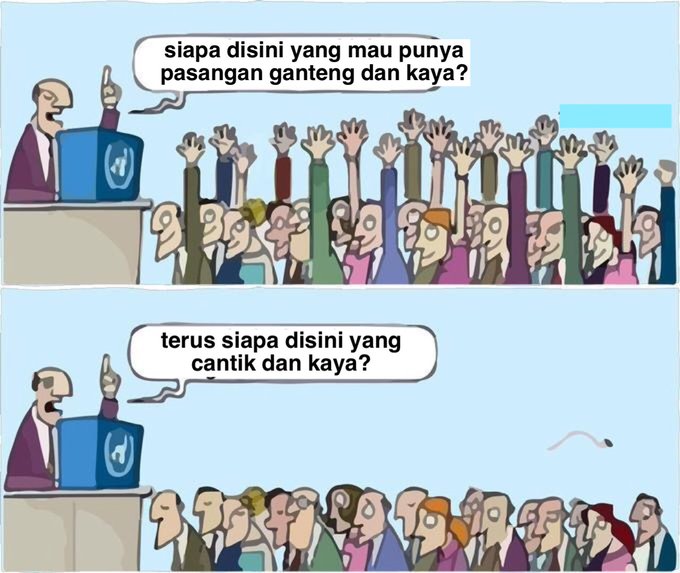 siapa disini yang mau punya
pasangan ganteng dan kaya?
terus siapa disini yang
cantik dan kaya?